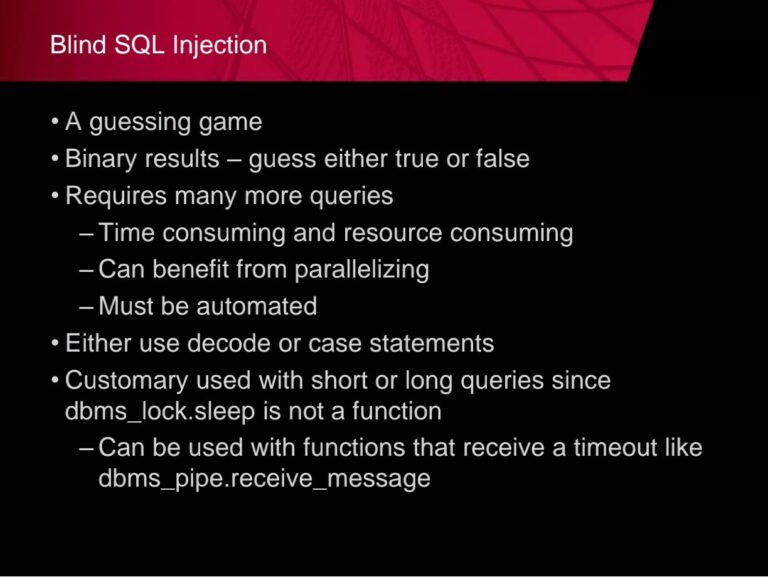 Blind SQL Injection
• A guessing game
• Binary results – guess either true or false
• Requires many more queries
– Time consuming and resource consuming
– Can benefit from parallelizing
– Must be automated
• Either use decode or case statements
• Customary used with short or long queries since
dbms_lock.sleep is not a function
– Can be used with functions that receive a timeout like
dbms_pipe.receive_message